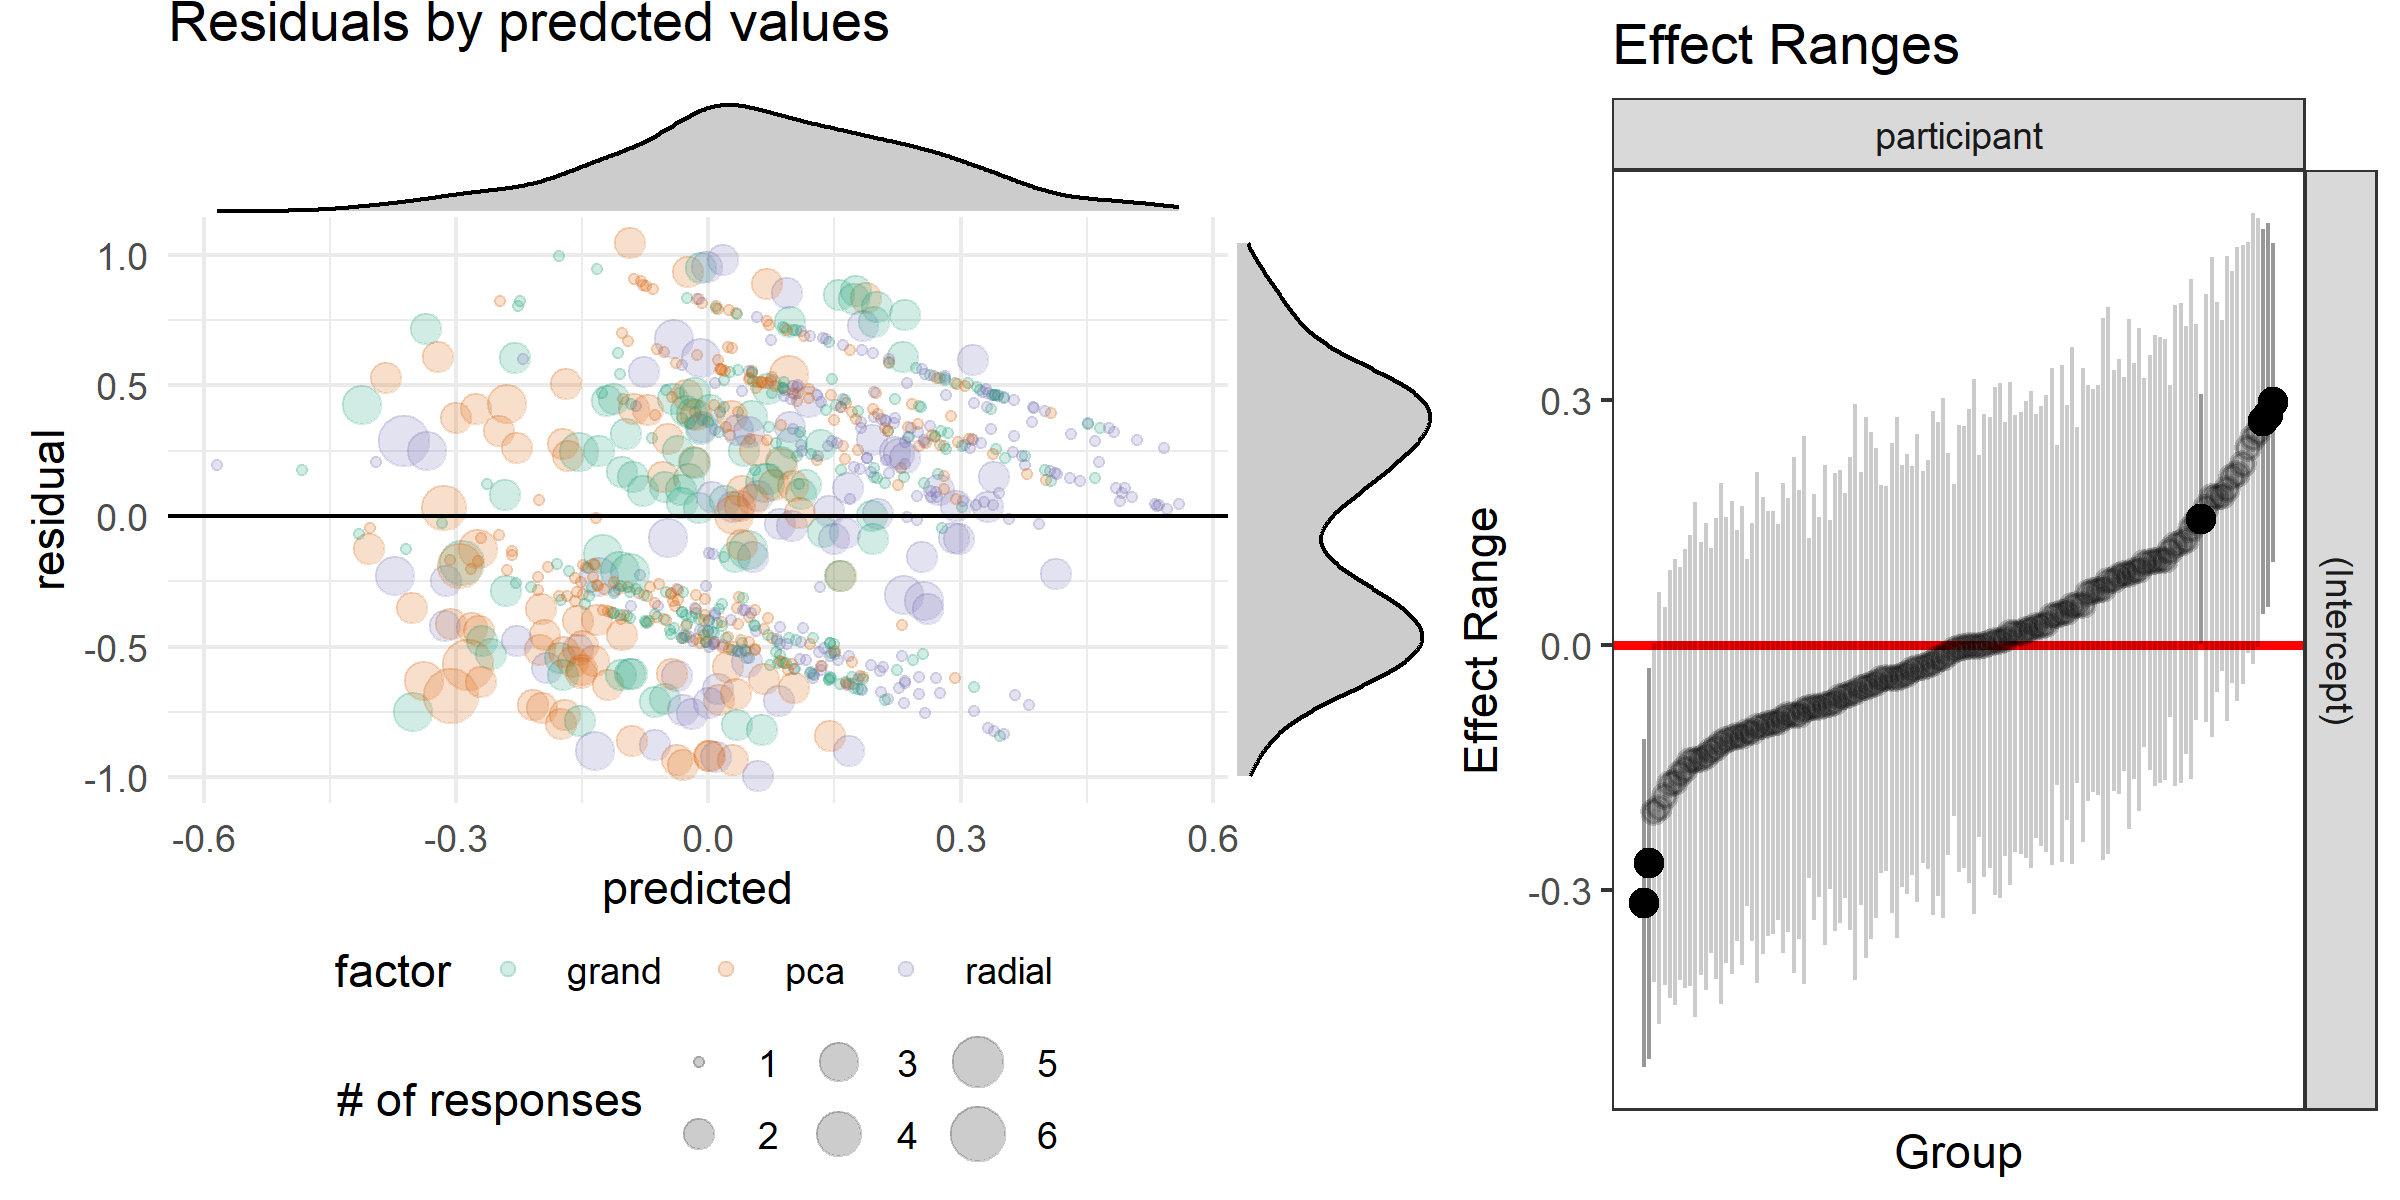 Residuals by predcted values
residual
1.0
0.5
0.0
-0.5
-1.0
-0.6 -0.3 0.0 0.3 0.6
predicted
factor grand pca radial
# of responses
1 3 5
2 4 6
Effect Ranges
participant
(Intercept)
Effect Range
0.3
0.0
-0.3
Group